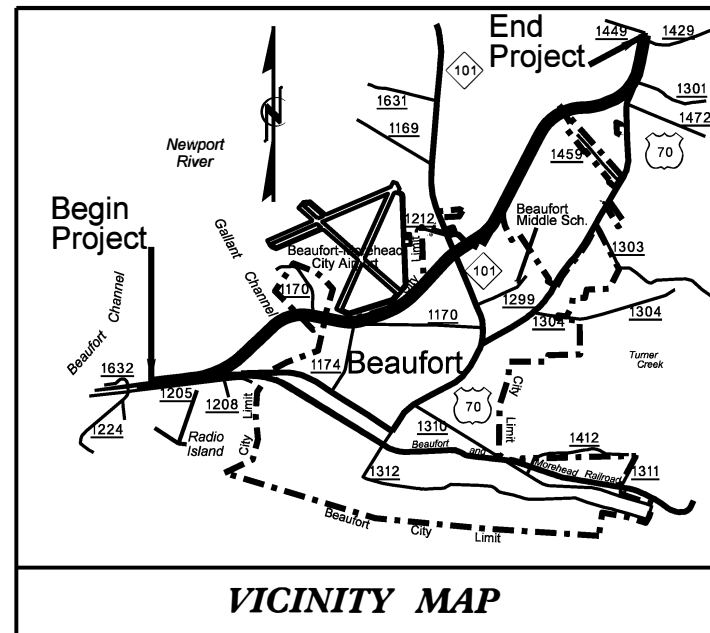 End
Project
1449
1429
101
1631
1301
1472
1169
Newport
River
1459
70
Begin
Project
Gallant
Channel
1212
Beaufort
Middle Sch.
Beaufort-Morehead
City Airport
City
Limit
1303
101
1170
Beaufort
Channel
1299
1304
1304
1170
1174
Beaufort
Turner
Creek
1632
1205
1208
City
Limit
70
City
Limit
1224
Radio
Island
1310
Beaufort and Morehead Railroad
1412
1312
1311
Beaufort City Limit
VICINITY MAP